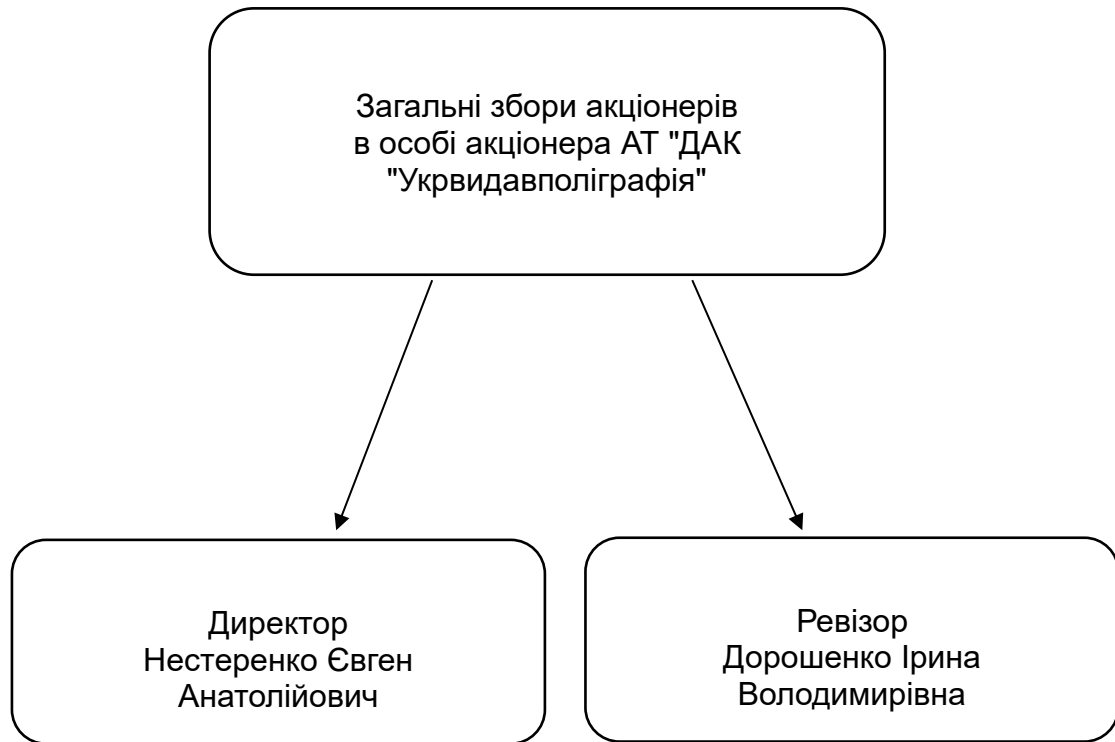 Загальні збори акціонерів
в особі акціонера АТ "ДАК
"Укрвидавполіграфія"
Директор
Нестеренко Євген
Анатолійович
Ревізор
Дорошенко Ірина
Володимирівна